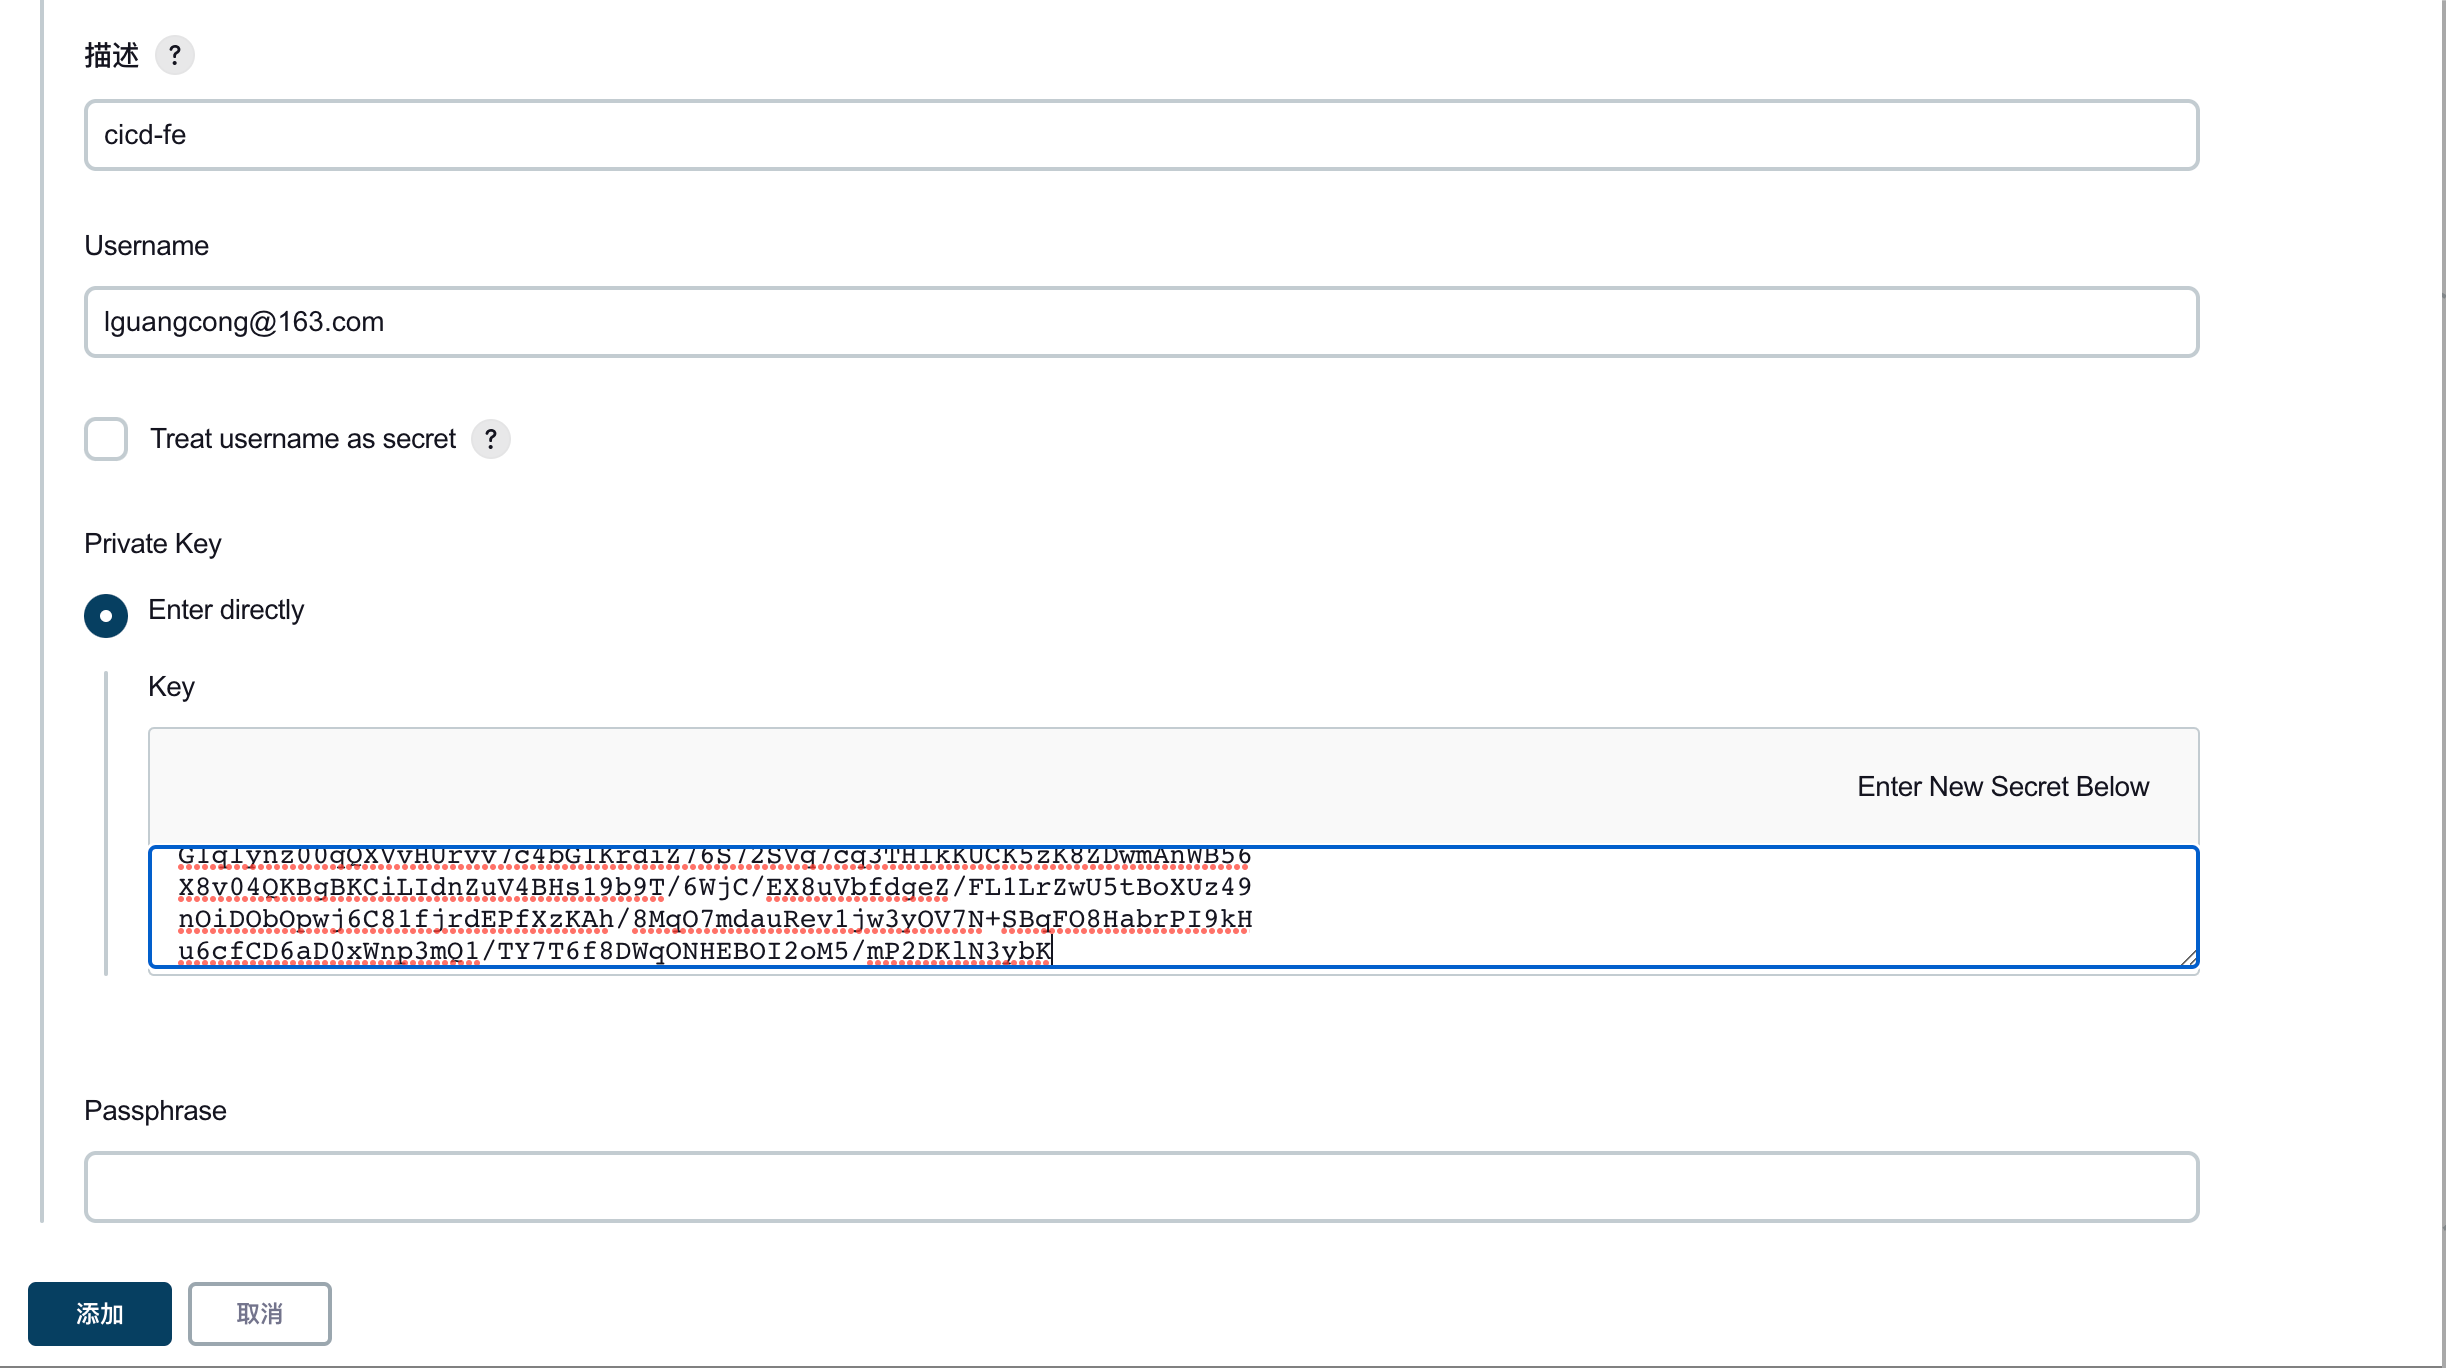 描述 ?
cicd-fe
Username
lguangcong@163.com
Treat username as secret ?
Private Key
Enter directly
Key
Enter New Secret Below
X8v04QKBgBKCiLIdnZuV4BHs19b9T/6WjC/EX8uVbfdgeZ/FL1LrZwU5tBoXUz49
nOiDObOpwj6C81fjrdEPfXzKAh/8MqO7mdauRev1jw3yOV7N+SBqFO8HabrPI9kH
u6cfCD6aD0xWnp3mQ1/TY7T6f8DWqONHEBOI2oM5/mP2DKlN3ybK
Passphrase
添加
取消